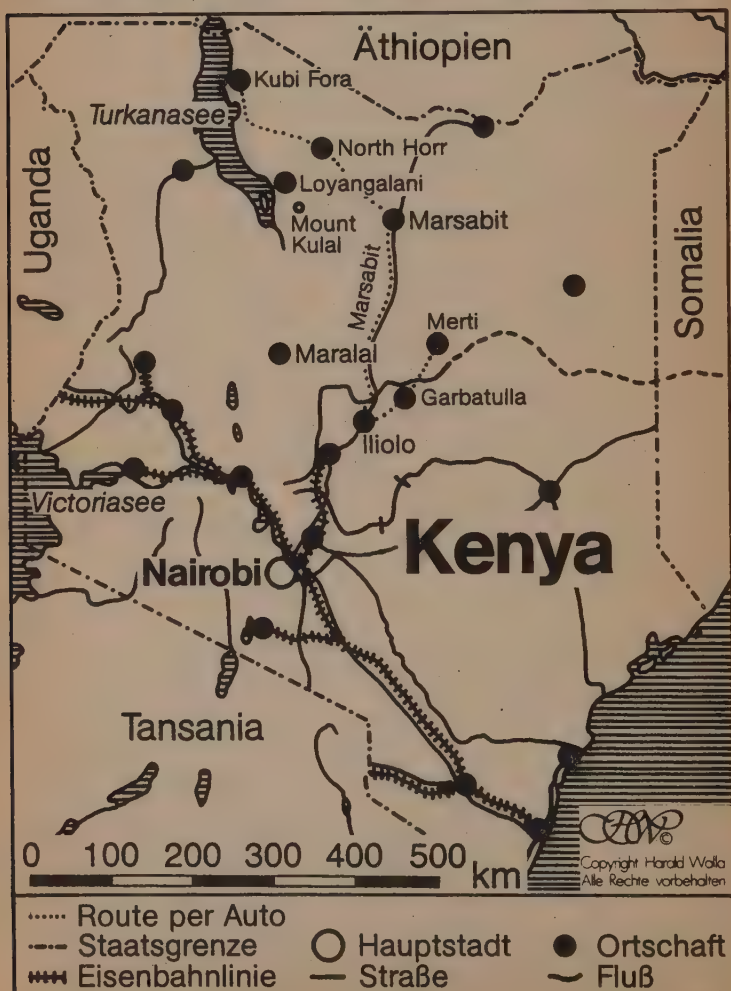 Äthiopien
Kubi Fora
Turkanasee
North Horr
Loyangalani
Mount
Kulal
Marsabit
Uganda
Somalia
Marsabit
Merti
Maralal
Garbatulla
Iliolo
Victoriasee
Kenya
Nairobi
Tansania
0 100 200 300 400 500 km
©
Copyright Harald Walla
Alle Rechte vorbehalten
Route per Auto
Staatsgrenze
Hauptstadt
Ortschaft
Eisenbahnlinie
Straße
Fluß